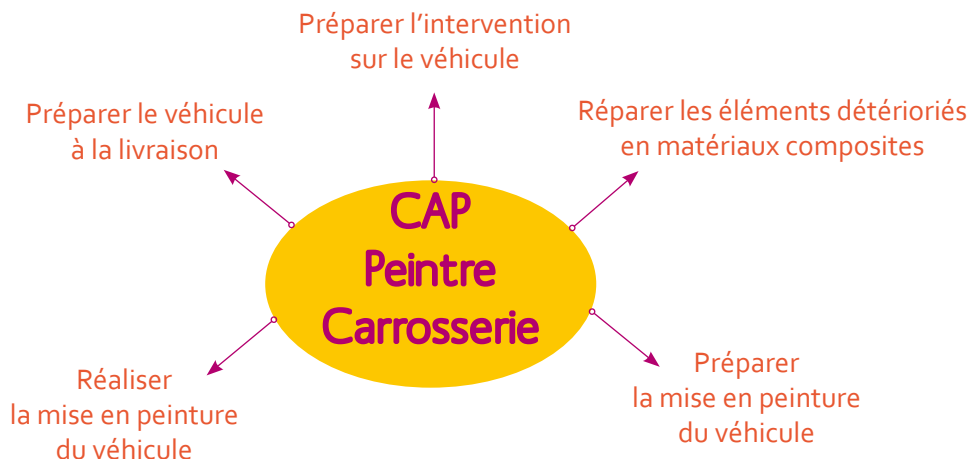 Préparer l’intervention
sur le véhicule
Préparer le véhicule
à la livraison
Réparer les éléments détérioriés
en matériaux composites
CAP
Peintre
Carrosserie
Réaliser
la mise en peinture
du véhicule
Préparer
la mise en peinture
du véhicule